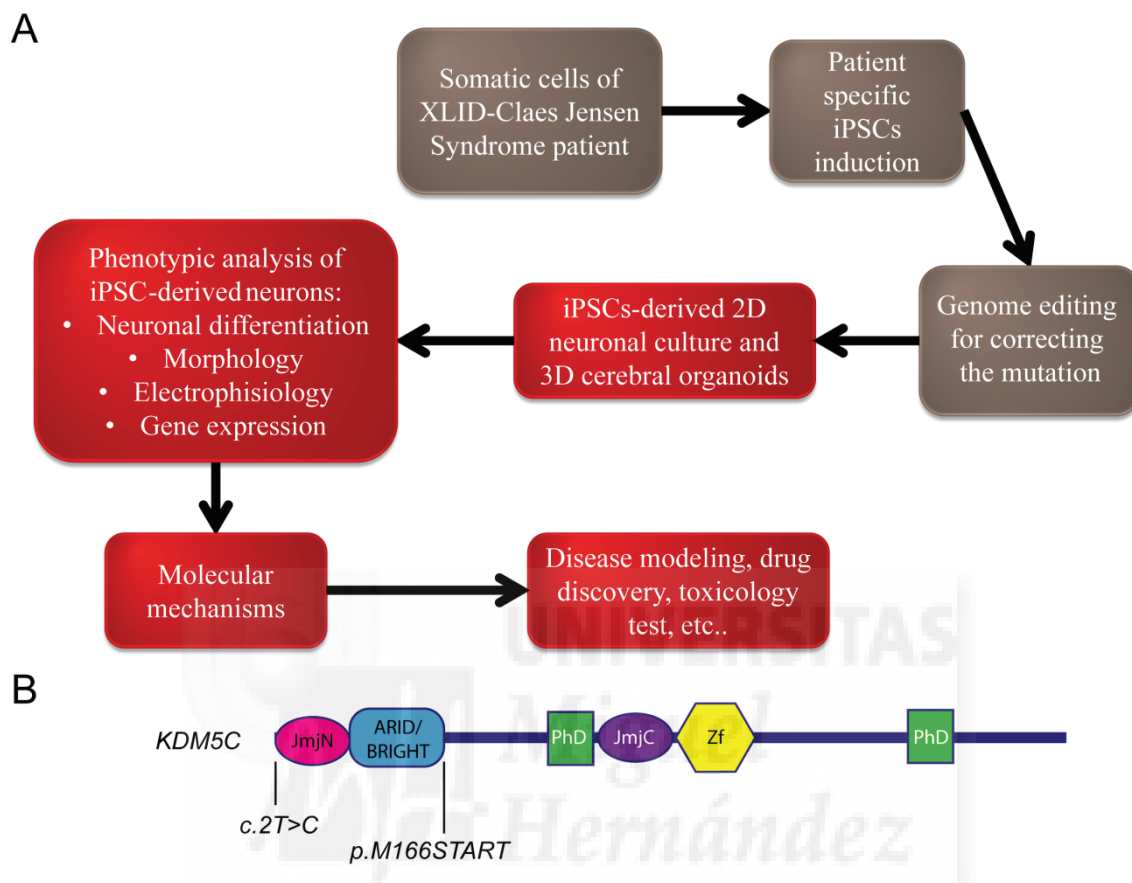 A
Somatic cells of
XLID-Claes Jensen
Syndrome patient
Patient
specific
iPSCs
induction
Genome editing
for correcting
the mutation
iPSCs-derived 2D
neuronal culture and
3D cerebral organoids
Phenotypic analysis of
iPSC-derived neurons:
• Neuronal differentiation
• Morphology
• Electrophisiology
• Gene expression
Molecular
mechanisms
Disease modeling, drug
discovery, toxicology
test, etc..
UNIVERSITAS
Miguel
Hernández
B
KDM5C
JmjN
ARID/
BRIGHT
PhD
JmjC
Zf
PhD
c.2T>C
p.M166START